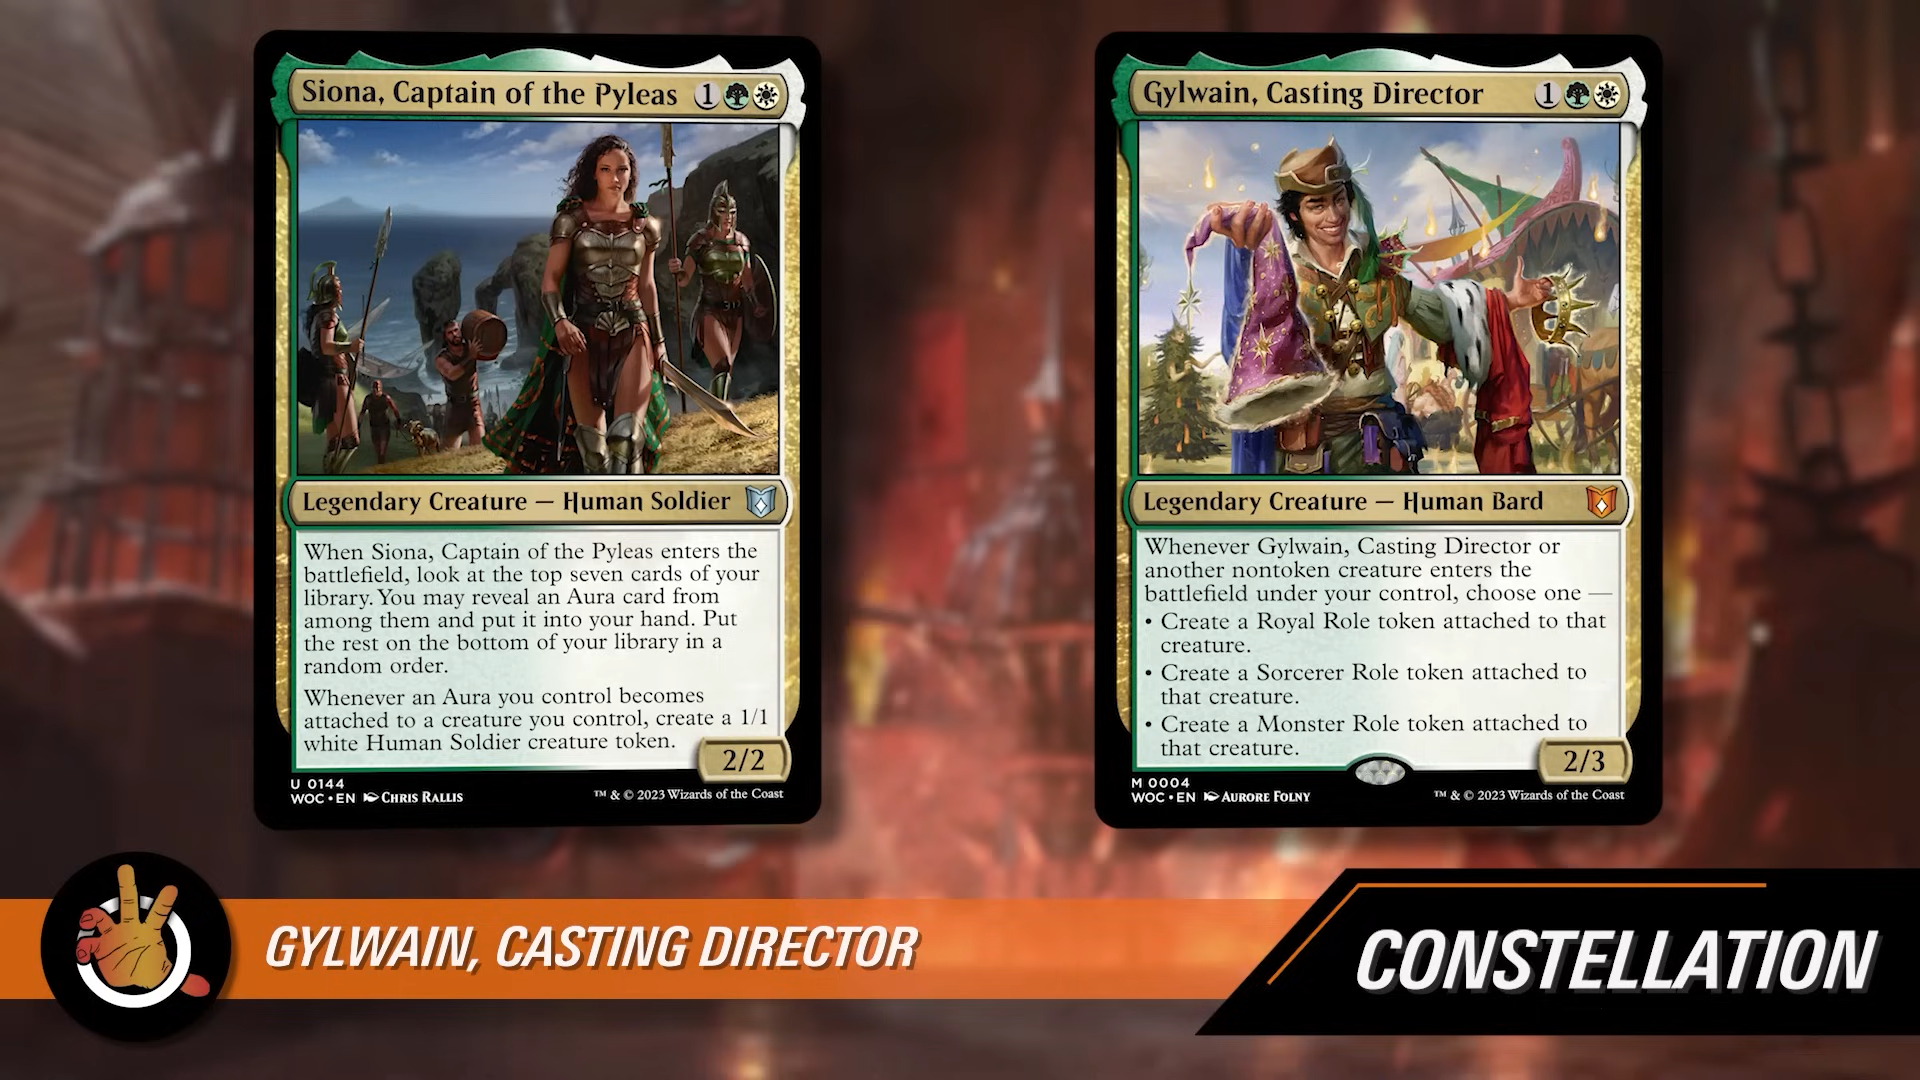 Siona, Captain of the Pyleas 1
Legendary Creature — Human Soldier
When Siona, Captain of the Pyleas enters the
battlefield, look at the top seven cards of your
library. You may reveal an Aura card from
among them and put it into your hand. Put
the rest on the bottom of your library in a
random order.
Whenever an Aura you control becomes
attached to a creature you control, create a 1/1
white Human Soldier creature token.
2/2
U 0144
WOC • EN Chris Rallis
™ & © 2023 Wizards of the Coast
Gylwain, Casting Director 1
Legendary Creature — Human Bard
Whenever Gylwain, Casting Director or
another nontoken creature enters the
battlefield under your control, choose one —
• Create a Royal Role token attached to that
creature.
• Create a Sorcerer Role token attached to
that creature.
• Create a Monster Role token attached to
that creature.
2/3
M 0004
WOC • EN Aurore Folny
™ & © 2023 Wizards of the Coast
GYLWAIN, CASTING DIRECTOR
CONSTELLATION